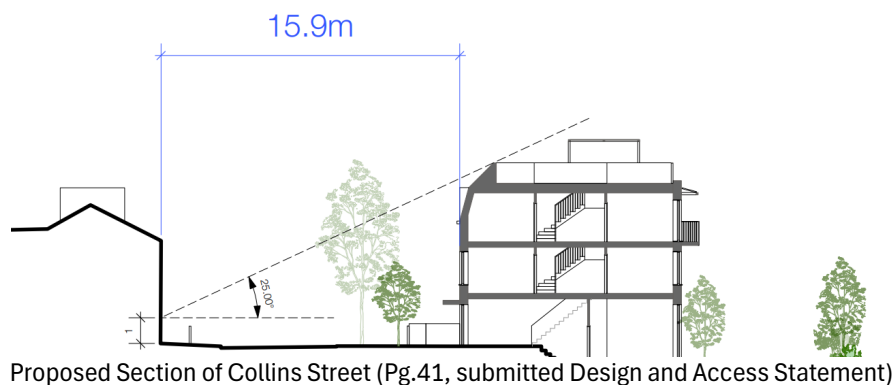 15.9m
25.00°
1
Proposed Section of Collins Street (Pg.41, submitted Design and Access Statement)